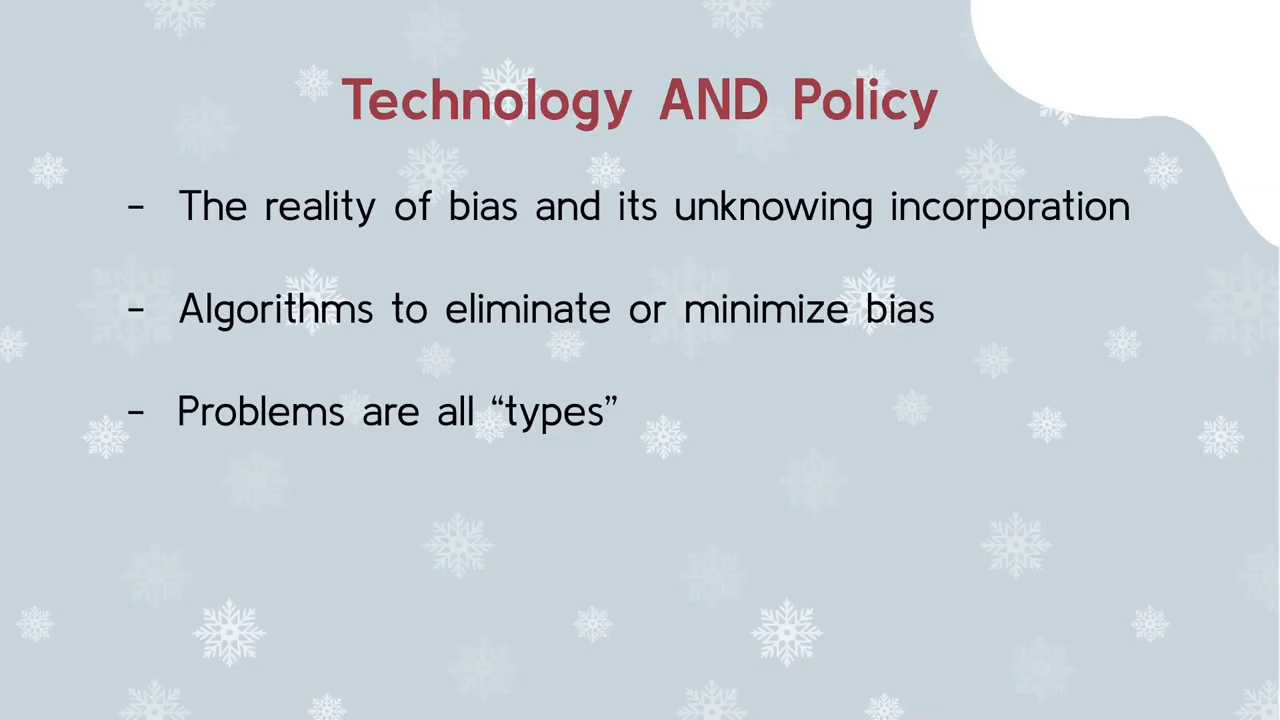 Technology AND Policy
- The reality of bias and its unknowing incorporation
- Algorithms to eliminate or minimize bias
- Problems are all “types”